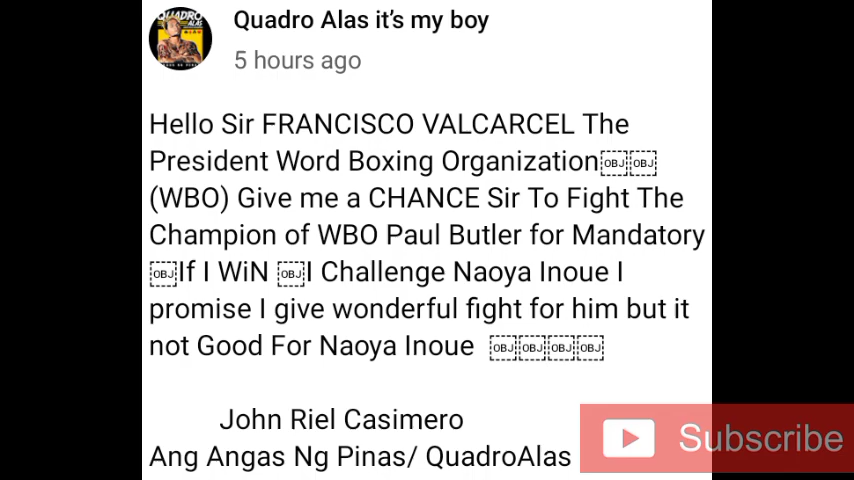 QUADRO
ALAS
Quadro Alas it’s my boy
5 hours ago
Hello Sir FRANCISCO VALCARCEL The
President Word Boxing Organization￼￼
(WBO) Give me a CHANCE Sir To Fight The
Champion of WBO Paul Butler for Mandatory
￼If I WiN ￼I Challenge Naoya Inoue I
promise I give wonderful fight for him but it
not Good For Naoya Inoue ￼￼￼￼
John Riel Casimero
Ang Angas Ng Pinas/ QuadroAlas
Subscribe